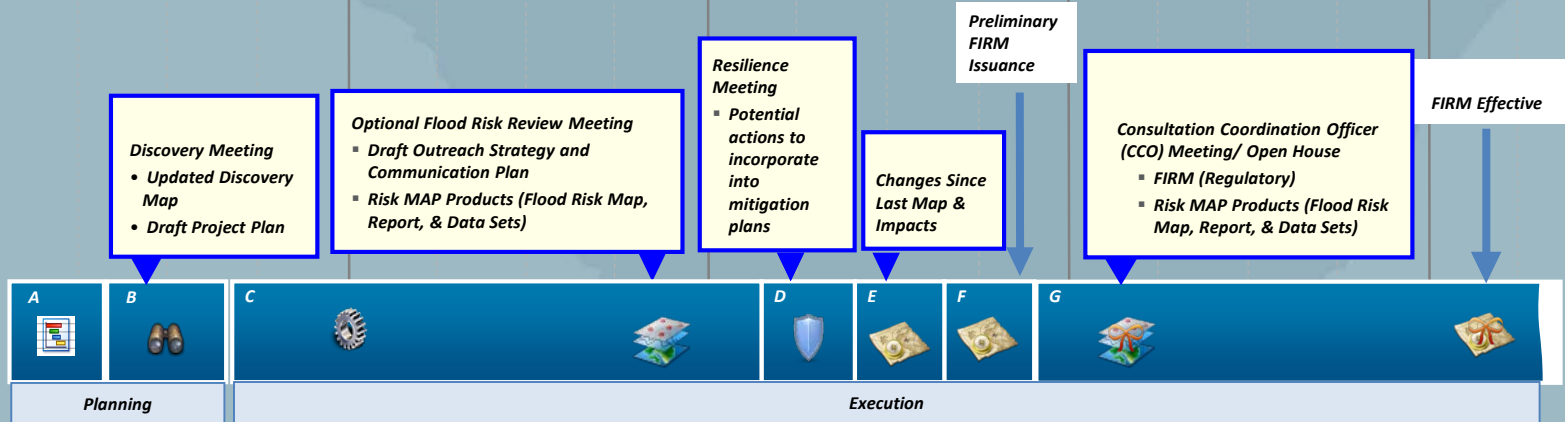 Discovery Meeting
• Updated Discovery
Map
• Draft Project Plan
Optional Flood Risk Review Meeting
▪ Draft Outreach Strategy and
Communication Plan
▪ Risk MAP Products (Flood Risk Map,
Report, & Data Sets)
Resilience
Meeting
▪ Potential
actions to
incorporate
into
mitigation
plans
Changes Since
Last Map &
Impacts
Preliminary
FIRM
Issuance
Consultation Coordination Officer
(CCO) Meeting/ Open House
▪ FIRM (Regulatory)
▪ Risk MAP Products (Flood Risk
Map, Report, & Data Sets)
FIRM Effective
A
B
C
D
E
F
G
Planning
Execution